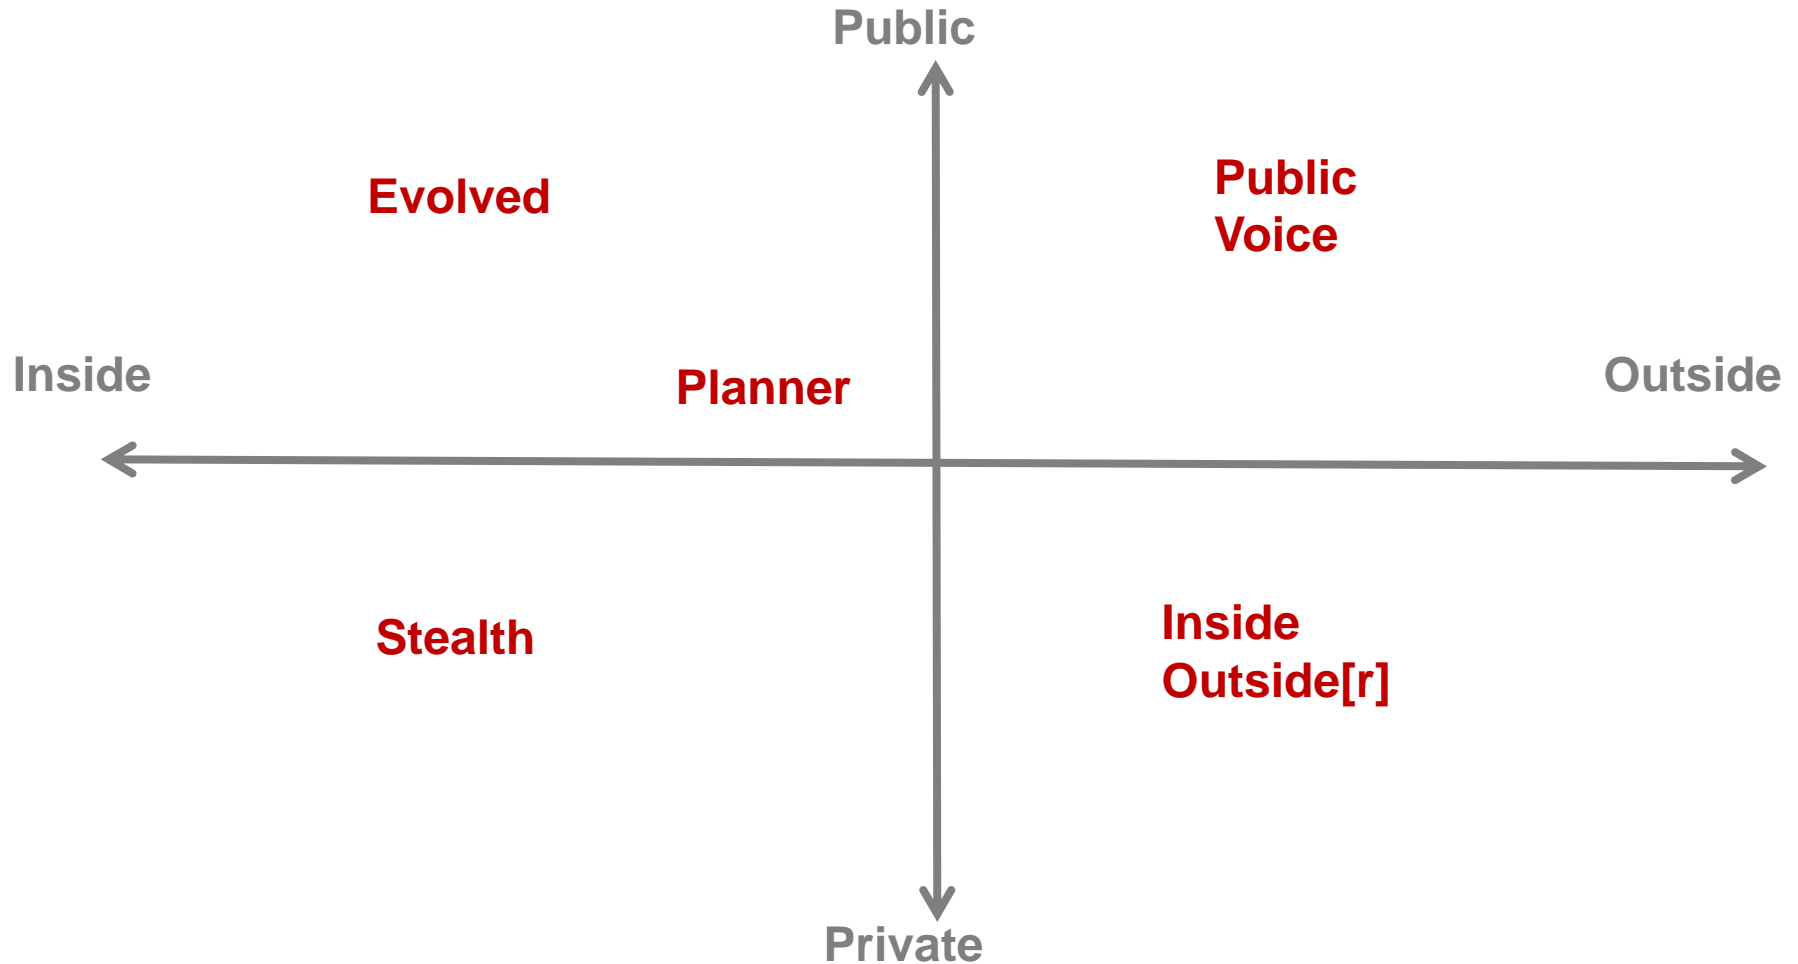 Public
Evolved
Public
Voice
Inside
Planner
Outside
Stealth
Inside
Outside[r]
Private